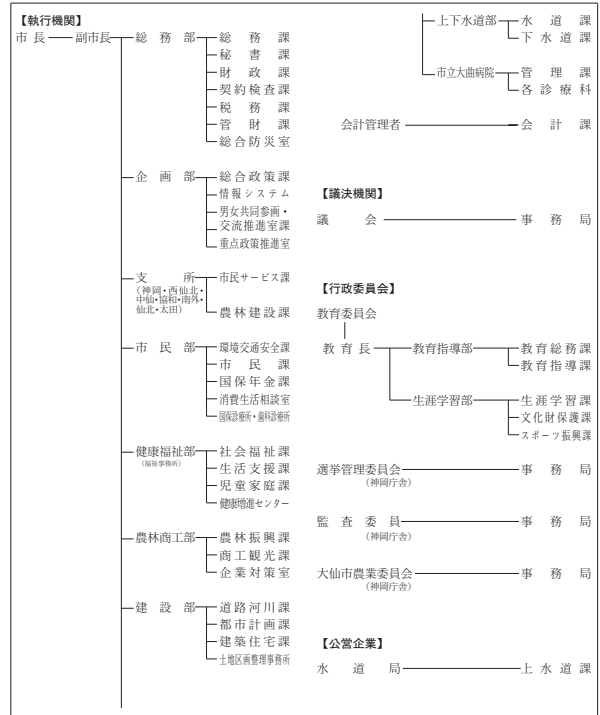 【執行機関】
市長 副市長 総務部 総務課
秘書課
財政課
契約検査課
税務課
管財課
総合防災室
企画部 総合政策課
情報システム
男女共同参画・
交流推進室課
重点政策推進室
支所 市民サービス課
(神岡・西仙北・
中仙・協和・南外・
仙北・太田) 農林建設課
市民部 環境交通安全課
市民課
国保年金課
消費生活相談室
国保診療所・歯科診療所
健康福祉部 社会福祉課
(福祉事務所)
生活支援課
児童家庭課
健康増進センター
農林商工部 農林振興課
商工観光課
企業対策室
建設部 道路河川課
都市計画課
建築住宅課
土地区画整理事務所
上下水道部 水道課
下水道課
市立大曲病院 管理課
各診療科
会計管理者 会計課
【議決機関】
議会 事務局
【行政委員会】
教育委員会
教育長 教育指導部 教育総務課
教育指導課
生涯学習部 生涯学習課
文化財保護課
スポーツ振興課
選挙管理委員会 事務局
(神岡庁舎)
監査委員 事務局
(神岡庁舎)
大仙市農業委員会 事務局
(神岡庁舎)
【公営企業】
水道局 上水道課